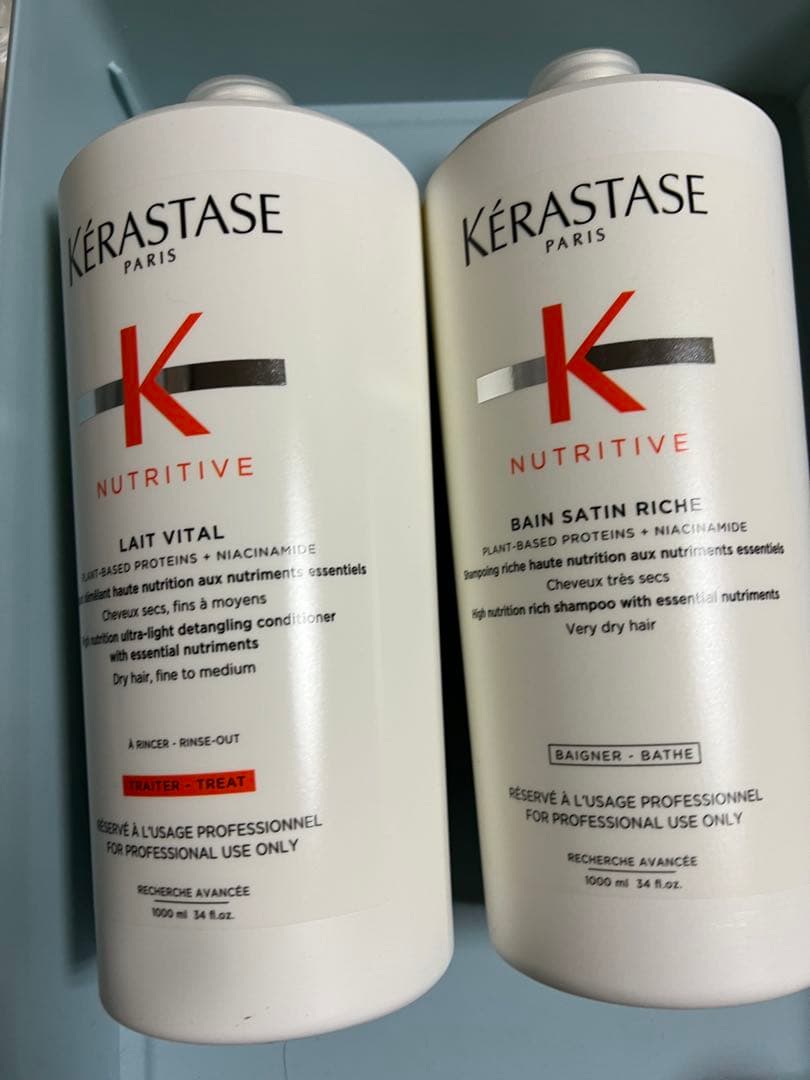 KÉRASTASE
PARIS
K
NUTRITIVE
LAIT VITAL
PLANT-BASED PROTEINS + NIACINAMIDE
démêlant haute nutrition aux nutriments essentiels
Cheveux secs, fins à moyens
High nutrition ultra-light detangling conditioner
with essential nutriments
Dry hair, fine to medium
À RINCER - RINSE-OUT
TRAITER - TREAT
RÉSERVÉ À L'USAGE PROFESSIONNEL
FOR PROFESSIONAL USE ONLY
RECHERCHE AVANCÉE
1000 ml 34 fl.oz.
KÉRASTASE
PARIS
K
NUTRITIVE
BAIN SATIN RICHE
PLANT-BASED PROTEINS + NIACINAMIDE
Shampoing riche haute nutrition aux nutriments essentiels
Cheveux très secs
High nutrition rich shampoo with essential nutriments
Very dry hair
BAIGNER - BATHE
RÉSERVÉ À L'USAGE PROFESSIONNEL
FOR PROFESSIONAL USE ONLY
RECHERCHE AVANCÉE
1000 ml 34 fl.oz.